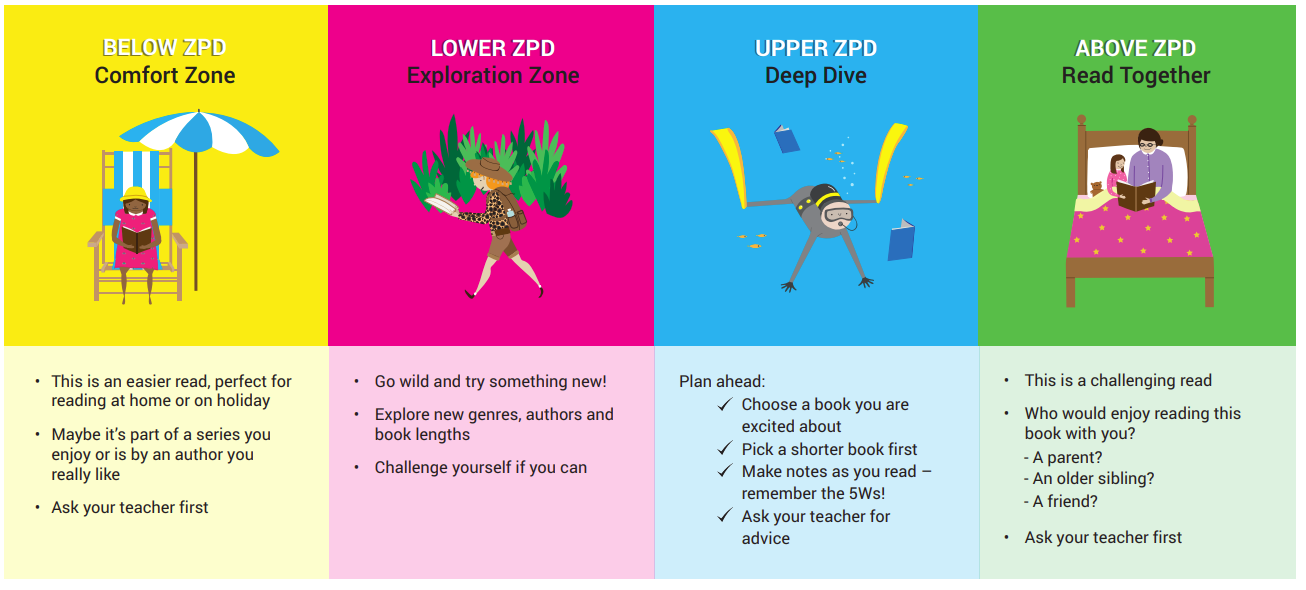 BELOW ZPD
Comfort Zone
• This is an easier read, perfect for
reading at home or on holiday
• Maybe it's part of a series you
enjoy or is by an author you
really like
• Ask your teacher first
LOWER ZPD
Exploration Zone
• Go wild and try something new!
• Explore new genres, authors and
book lengths
• Challenge yourself if you can
UPPER ZPD
Deep Dive
Plan ahead:
✓ Choose a book you are
excited about
✓ Pick a shorter book first
✓ Make notes as you read –
remember the 5Ws!
✓ Ask your teacher for
advice
ABOVE ZPD
Read Together
• This is a challenging read
• Who would enjoy reading this
book with you?
- A parent?
- An older sibling?
- A friend?
• Ask your teacher first